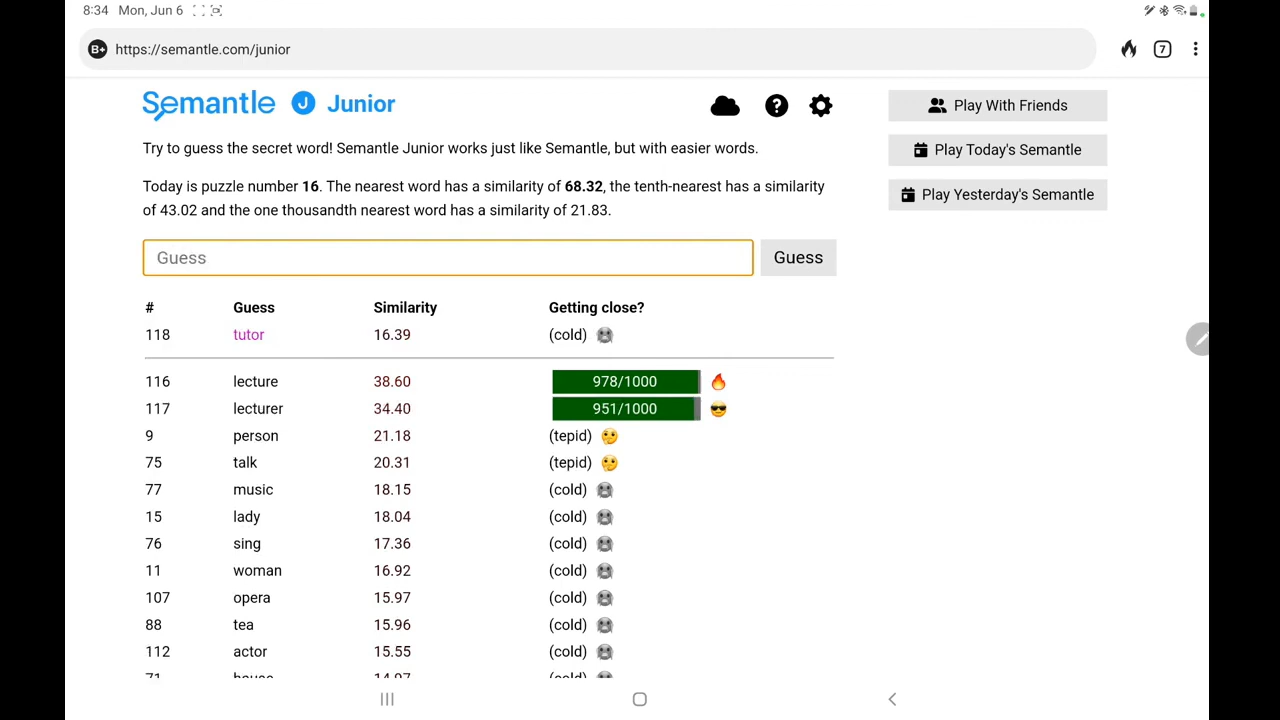 8:34 Mon, Jun 6
B+ https://semantle.com/junior 7
Semantle J Junior ?
Play With Friends
Try to guess the secret word! Semantle Junior works just like Semantle, but with easier words.
Play Today's Semantle
Today is puzzle number 16. The nearest word has a similarity of 68.32, the tenth-nearest has a similarity
Play Yesterday's Semantle
of 43.02 and the one thousandth nearest word has a similarity of 21.83.
Guess Guess
# Guess Similarity Getting close?
118 tutor 16.39 (cold)
116 lecture 38.60 978/1000
117 lecturer 34.40 951/1000
9 person 21.18 (tepid)
75 talk 20.31 (tepid)
77 music 18.15 (cold)
15 lady 18.04 (cold)
76 sing 17.36 (cold)
11 woman 16.92 (cold)
107 opera 15.97 (cold)
88 tea 15.96 (cold)
112 actor 15.55 (cold)